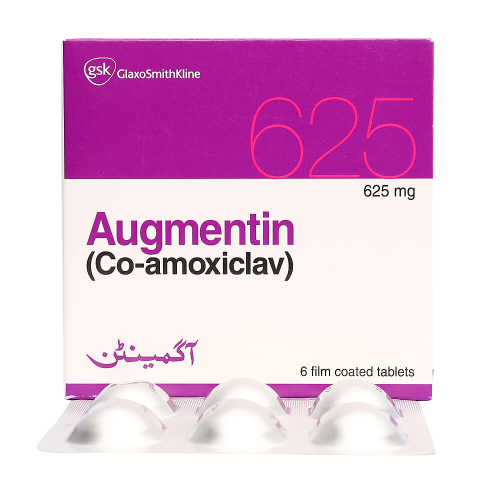 gsk GlaxoSmithKline
625
625 mg
Augmentin
(Co-amoxiclav)
آگمینٹن
6 film coated tablets